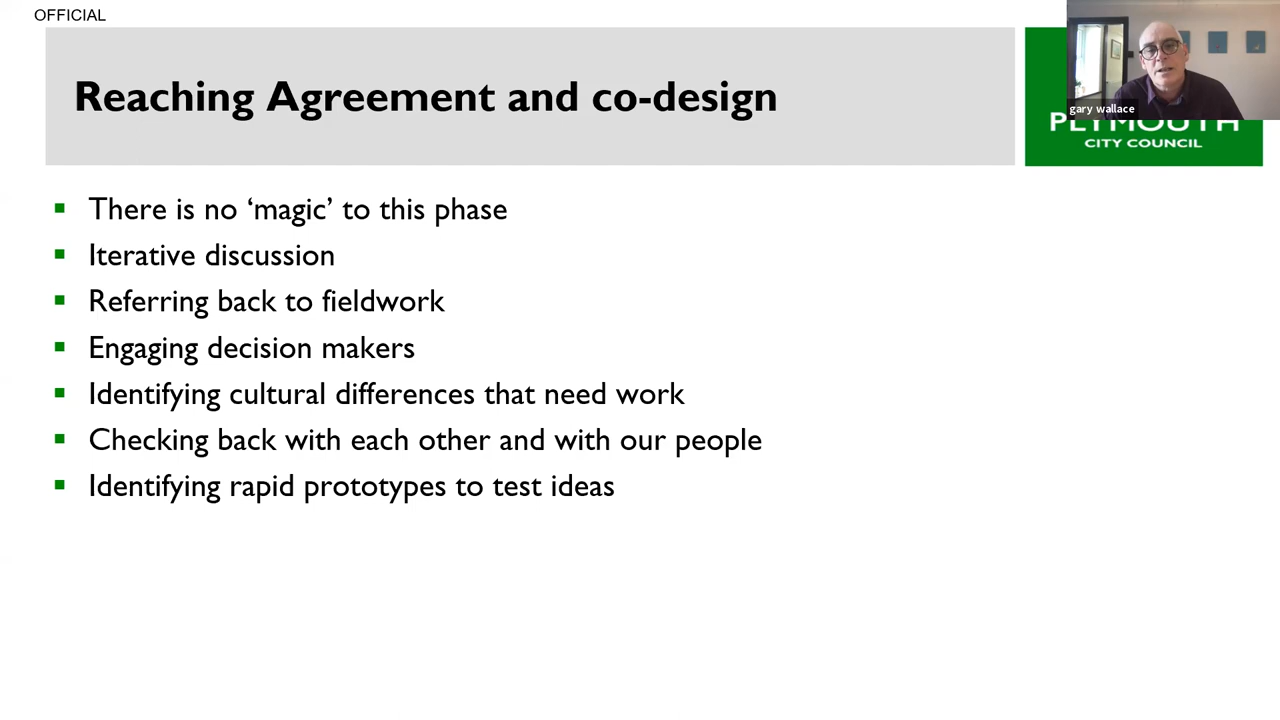 OFFICIAL
Reaching Agreement and co-design
gary wallace
PLYMOUTH
CITY COUNCIL
There is no ‘magic’ to this phase
Iterative discussion
Referring back to fieldwork
Engaging decision makers
Identifying cultural differences that need work
Checking back with each other and with our people
Identifying rapid prototypes to test ideas